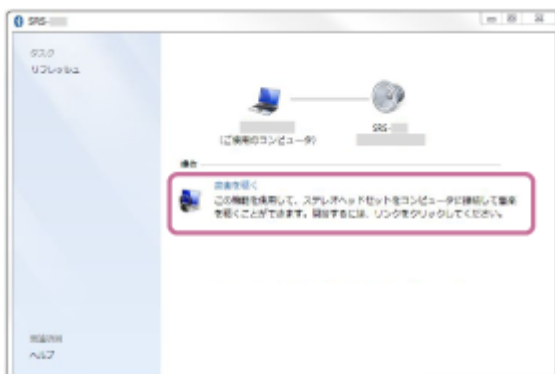 SRS-
タスク
リフレッシュ
(ご使用のコンピュータ)
SRS-
操作
音楽を聴く
この機能を使用して、ステレオヘッドセットをコンピュータに接続して音楽
を聴くことができます。開始するには、リンクをクリックしてください。
関連項目
ヘルプ